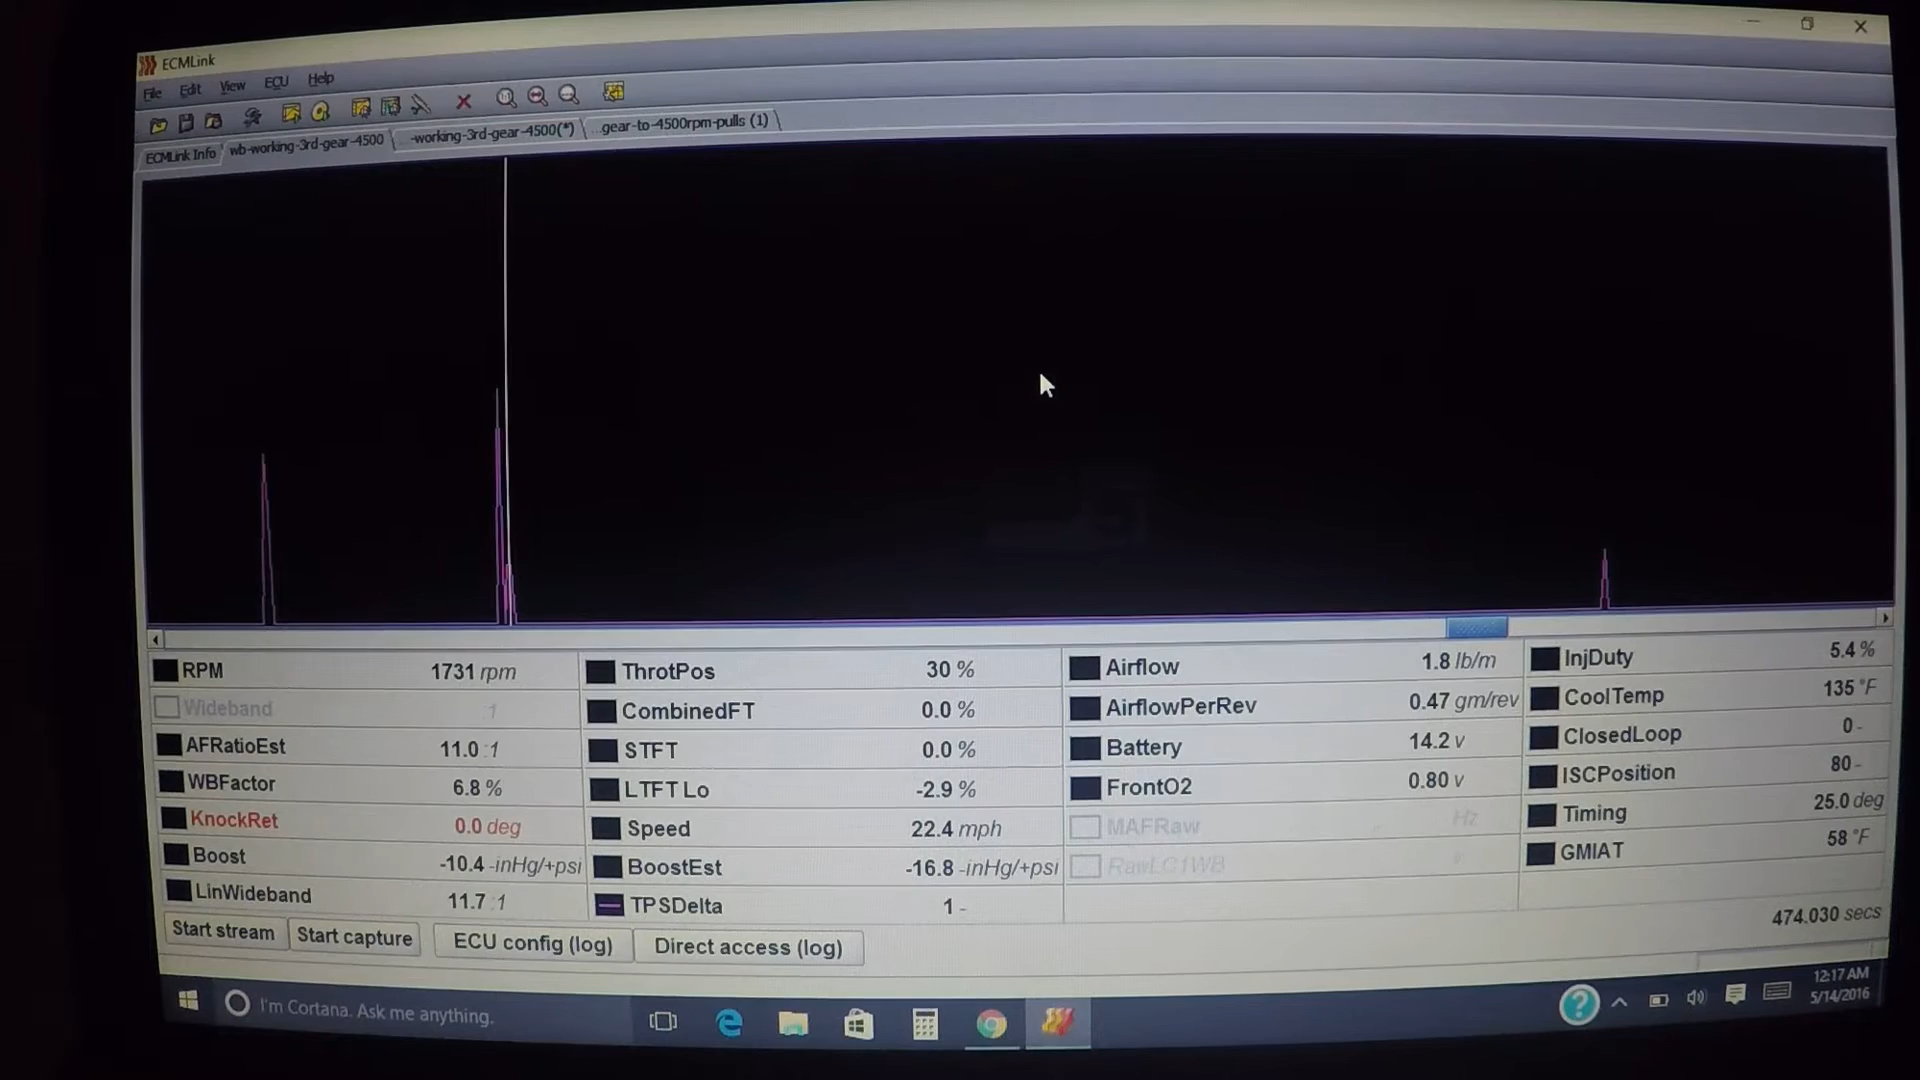 ECMLink
File Edit View ECU Help
ECMLink Info wb-working-3rd-gear-4500 -working-3rd-gear-4500(*) ...gear-to-4500rpm-pulls (1)
RPM 1731 rpm ThrotPos 30 % Airflow 1.8 lb/m InjDuty 5.4 %
Wideband :1 CombinedFT 0.0 % AirflowPerRev 0.47 gm/rev CoolTemp 135 °F
AFRatioEst 11.0 :1 STFT 0.0 % Battery 14.2 v ClosedLoop 0 -
WBFactor 6.8 % LTFT Lo -2.9 % FrontO2 0.80 v ISCPosition 80 -
KnockRet 0.0 deg Speed 22.4 mph MAFRaw Hz Timing 25.0 deg
Boost -10.4 -inHg/+psi BoostEst -16.8 -inHg/+psi RawLC1WB v GMIAT 58 °F
LinWideband 11.7 :1 TPSDelta 1 -
Start stream Start capture ECU config (log) Direct access (log) 474.030 secs
I'm Cortana. Ask me anything.
12:17 AM
5/14/2016